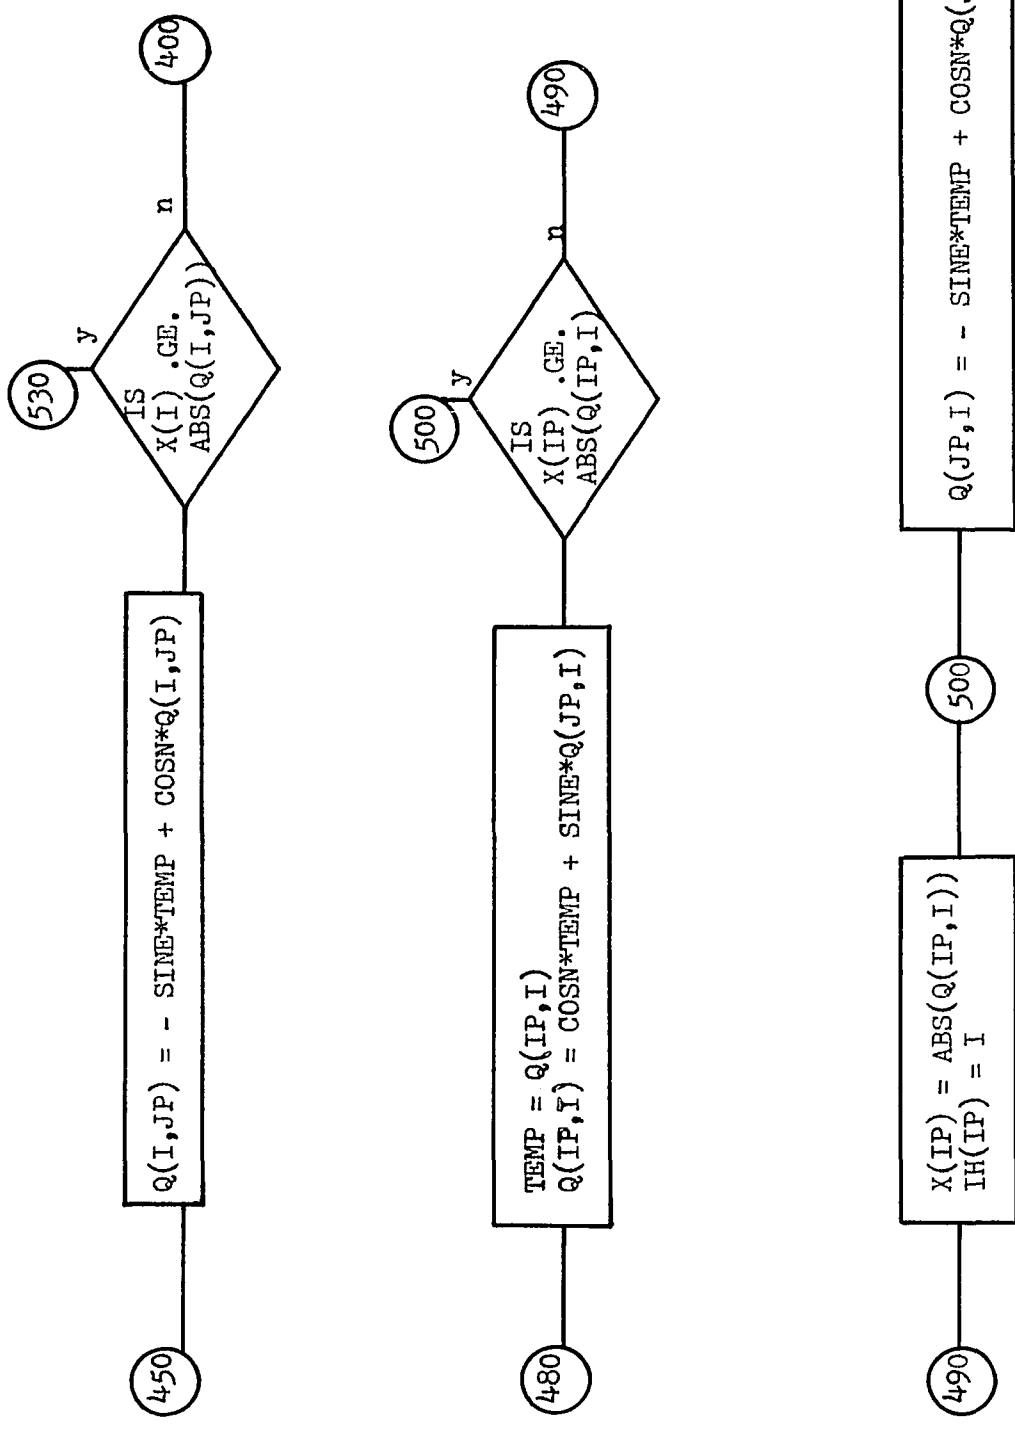 450
Q(I,JP) = - SINE*TEMP + COSN*Q(I,JP)
IS
X(I) .GE.
ABS(Q(I,JP))
y
530
n
400
480
TEMP = Q(IP,I)
Q(IP,I) = COSN*TEMP + SINE*Q(JP,I)
IS
X(IP) .GE.
ABS(Q(IP,I)
y
500
n
490
490
X(IP) = ABS(Q(IP,I))
IH(IP) = I
500
Q(JP,I) = - SINE*TEMP + COSN*Q(